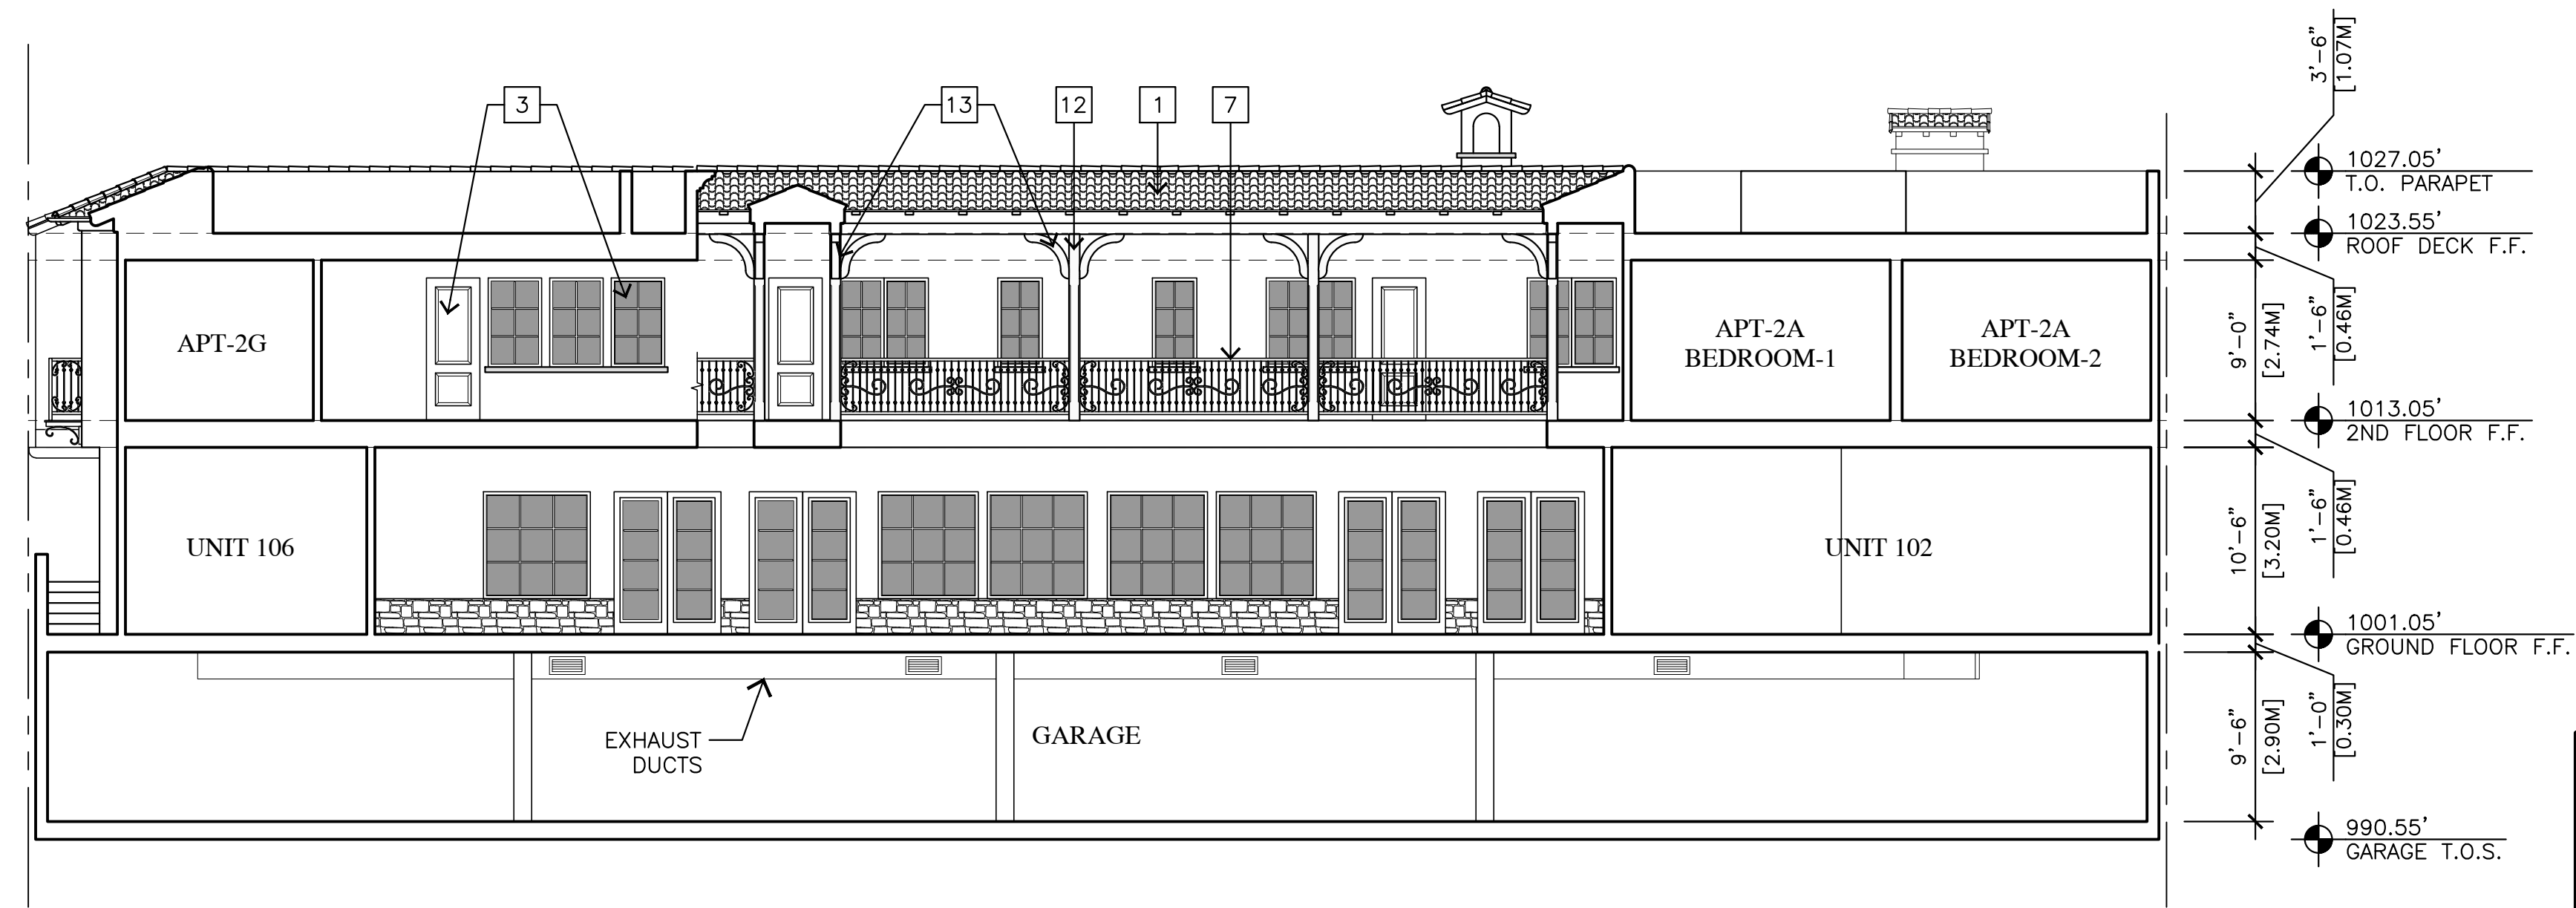 3
13
12
1
7
3'-6"
[1.07M]
1027.05'
T.O. PARAPET
1023.55'
ROOF DECK F.F.
1'-6"
[0.46M]
9'-0"
[2.74M]
APT-2G
APT-2A
BEDROOM-1
APT-2A
BEDROOM-2
1013.05'
2ND FLOOR F.F.
1'-6"
[0.46M]
10'-6"
[3.20M]
UNIT 106
UNIT 102
1001.05'
GROUND FLOOR F.F.
1'-0"
[0.30M]
9'-6"
[2.90M]
EXHAUST
DUCTS
GARAGE
990.55'
GARAGE T.O.S.